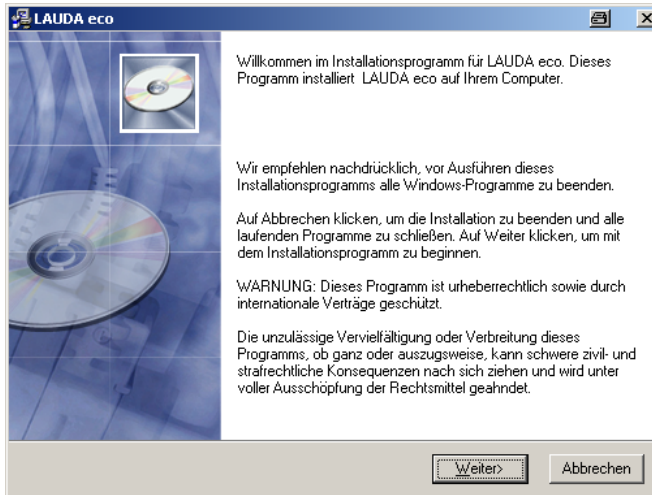 LAUDA eco
Willkommen im Installationsprogramm für LAUDA eco. Dieses
Programm installiert LAUDA eco auf Ihrem Computer.
Wir empfehlen nachdrücklich, vor Ausführen dieses
Installationsprogramms alle Windows-Programme zu beenden.
Auf Abbrechen klicken, um die Installation zu beenden und alle
laufenden Programme zu schließen. Auf Weiter klicken, um mit
dem Installationsprogramm zu beginnen.
WARNUNG: Dieses Programm ist urheberrechtlich sowie durch
internationale Verträge geschützt.
Die unzulässige Vervielfältigung oder Verbreitung dieses
Programms, ob ganz oder auszugsweise, kann schwere zivil- und
strafrechtliche Konsequenzen nach sich ziehen und wird unter
voller Ausschöpfung der Rechtsmittel geahndet.
Weiter>
Abbrechen